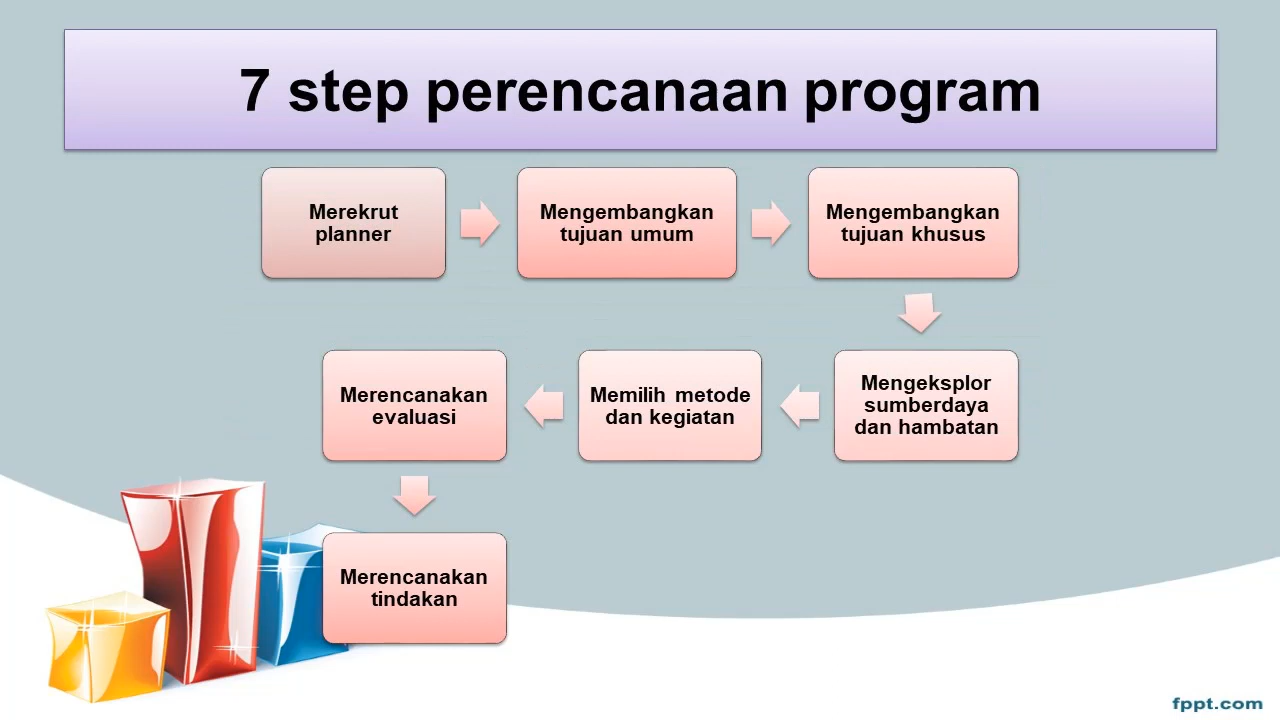 7 step perencanaan program
Merekrut
planner
Mengembangkan
tujuan umum
Mengembangkan
tujuan khusus
Mengeksplor
sumberdaya
dan hambatan
Memilih metode
dan kegiatan
Merencanakan
evaluasi
Merencanakan
tindakan
fppt.com